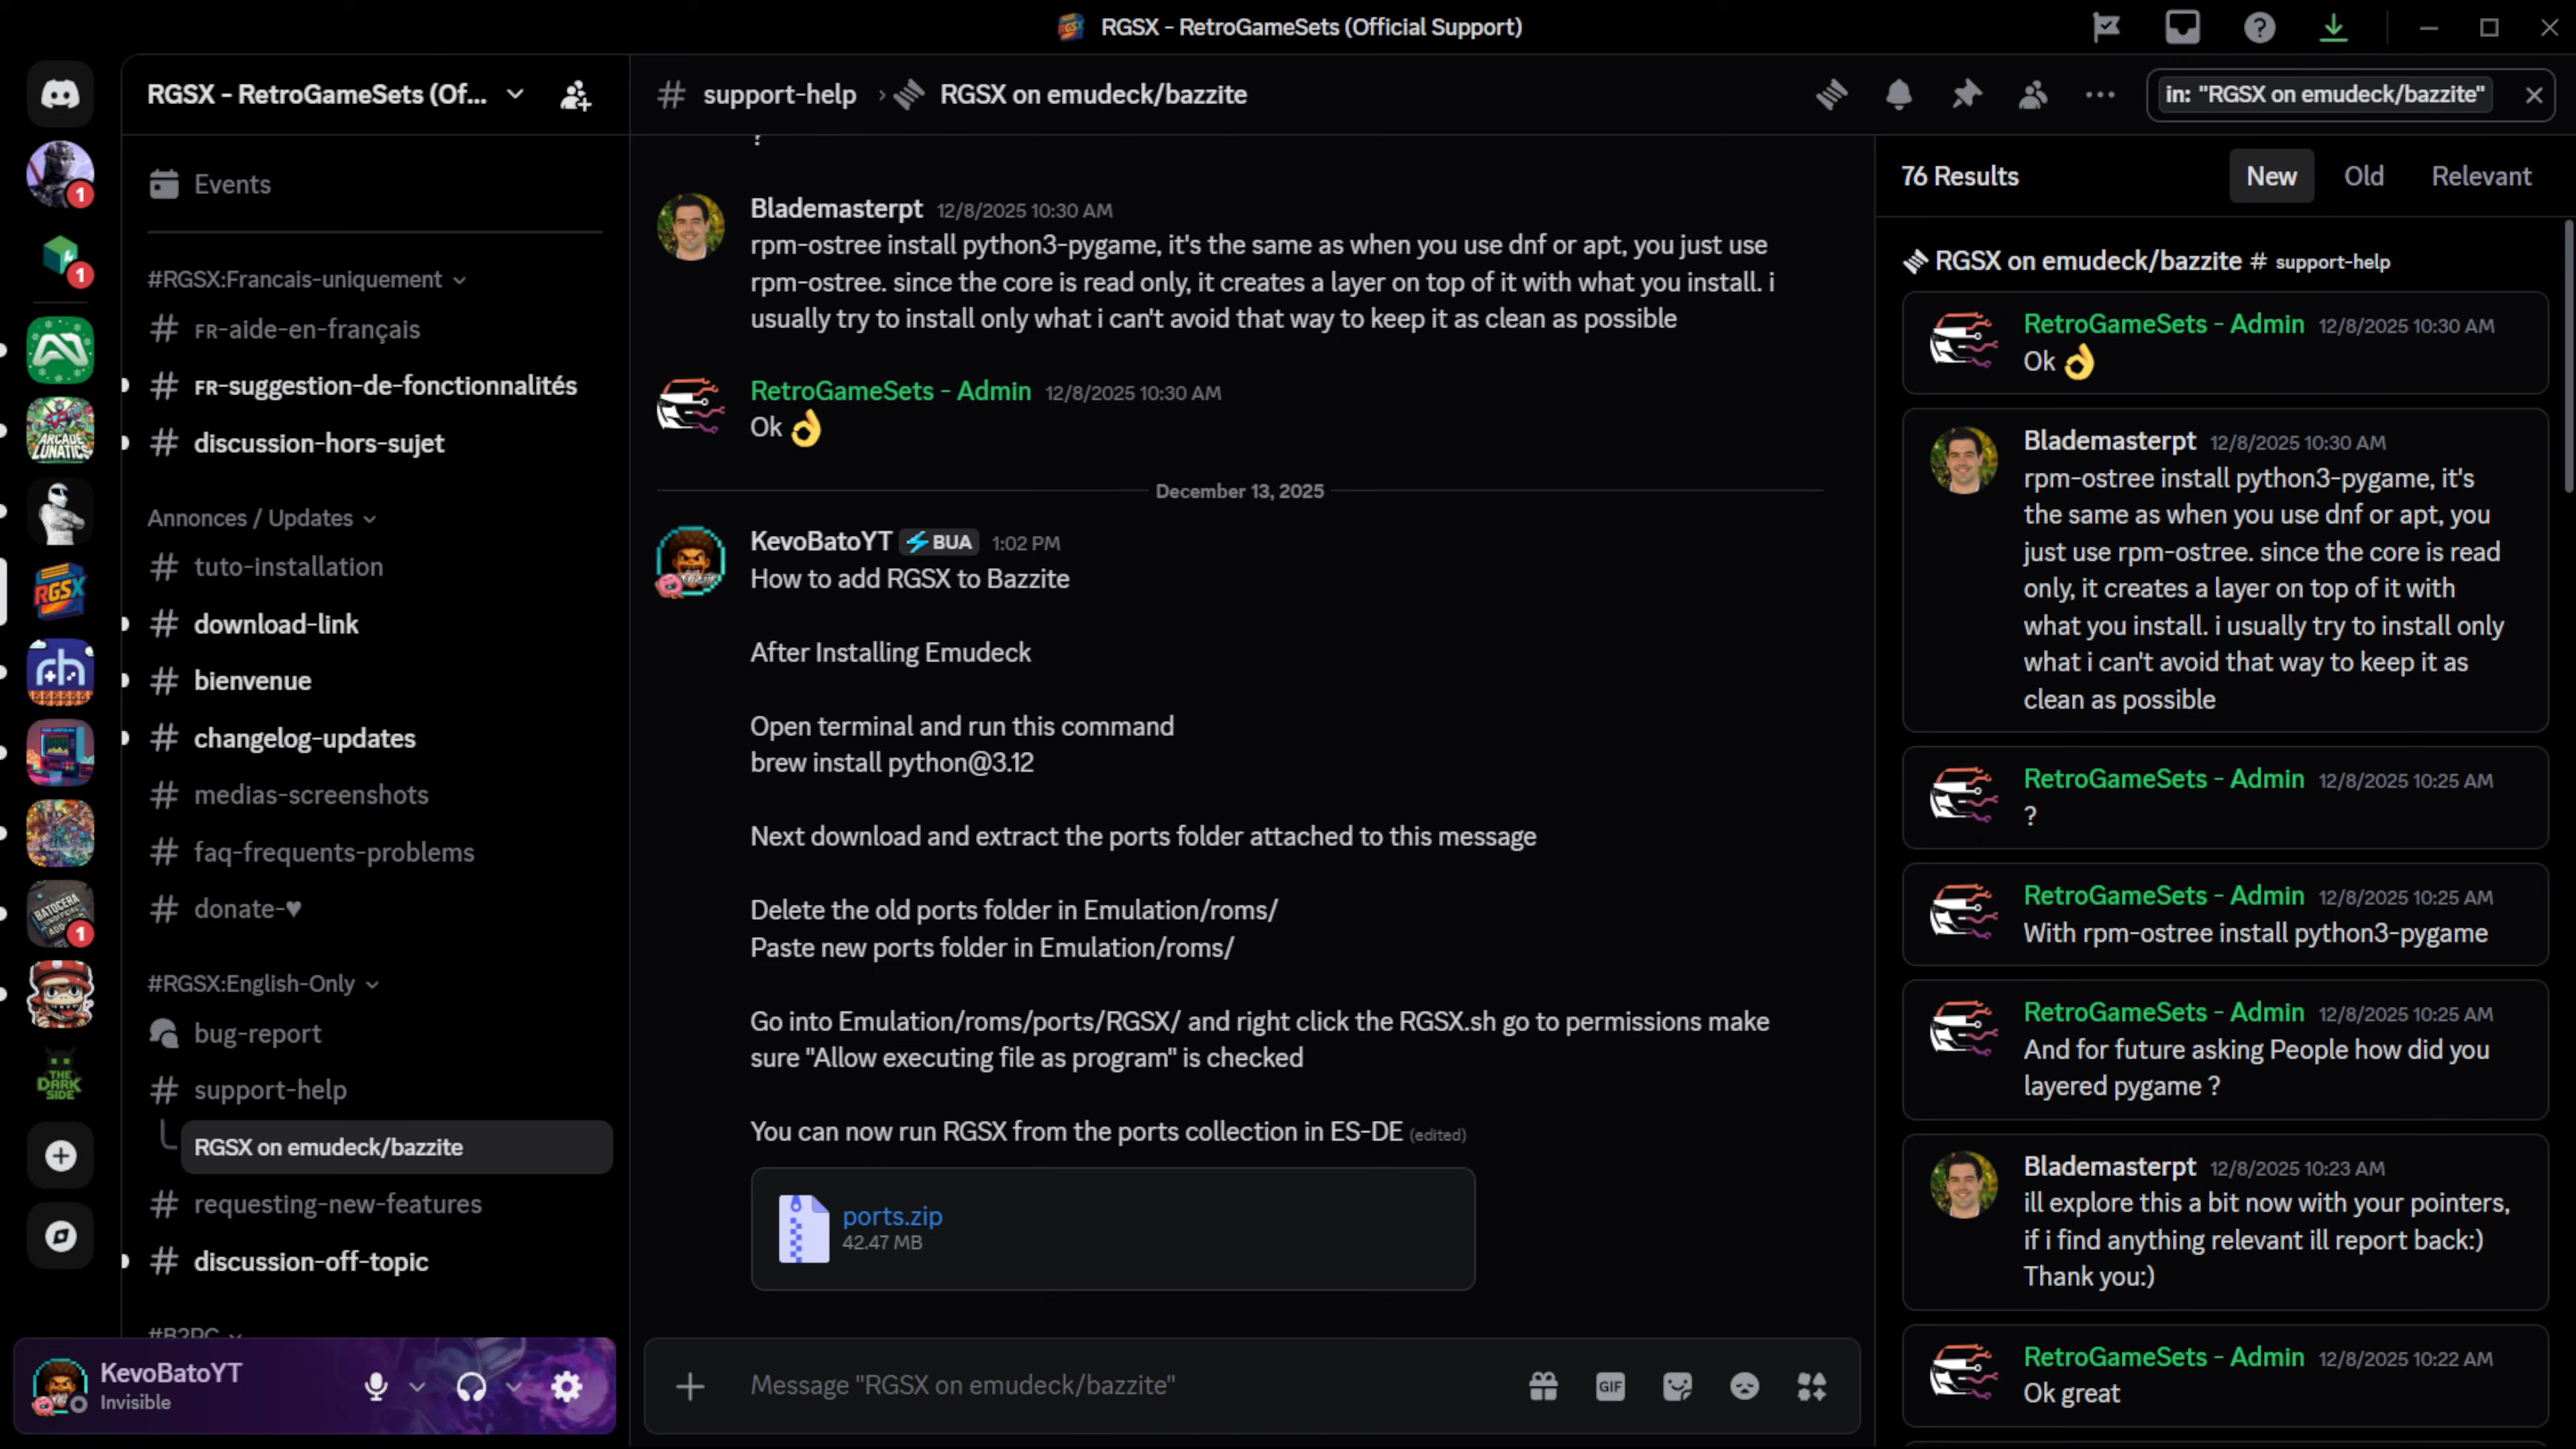 RGSX - RetroGameSets (Official Support)
RGSX - RetroGameSets (Of...
Events
#RGSX:Francais-uniquement
FR-aide-en-français
FR-suggestion-de-fonctionnalités
discussion-hors-sujet
Annonces / Updates
tuto-installation
download-link
bienvenue
changelog-updates
medias-screenshots
faq-frequents-problems
donate-♥
#RGSX:English-Only
bug-report
support-help
RGSX on emudeck/bazzite
requesting-new-features
discussion-off-topic
1
1
ARCADE
LUNATICS
RGSX
rh
BATOCERA
1
THE
DARK
SIDE
KevoBatoYT
Invisible
# support-help › RGSX on emudeck/bazzite
?
Blademasterpt 12/8/2025 10:30 AM
rpm-ostree install python3-pygame, it's the same as when you use dnf or apt, you just use
rpm-ostree. since the core is read only, it creates a layer on top of it with what you install. i
usually try to install only what i can't avoid that way to keep it as clean as possible
RetroGameSets - Admin 12/8/2025 10:30 AM
Ok 👌
December 13, 2025
KevoBatoYT BUA 1:02 PM
How to add RGSX to Bazzite
After Installing Emudeck
Open terminal and run this command
brew install python@3.12
Next download and extract the ports folder attached to this message
Delete the old ports folder in Emulation/roms/
Paste new ports folder in Emulation/roms/
Go into Emulation/roms/ports/RGSX/ and right click the RGSX.sh go to permissions make
sure "Allow executing file as program" is checked
You can now run RGSX from the ports collection in ES-DE (edited)
ports.zip
42.47 MB
Message "RGSX on emudeck/bazzite"
GIF
in: "RGSX on emudeck/bazzite"
76 Results New Old Relevant
RGSX on emudeck/bazzite # support-help
RetroGameSets - Admin 12/8/2025 10:30 AM
Ok 👌
Blademasterpt 12/8/2025 10:30 AM
rpm-ostree install python3-pygame, it's
the same as when you use dnf or apt, you
just use rpm-ostree. since the core is read
only, it creates a layer on top of it with
what you install. i usually try to install only
what i can't avoid that way to keep it as
clean as possible
RetroGameSets - Admin 12/8/2025 10:25 AM
?
RetroGameSets - Admin 12/8/2025 10:25 AM
With rpm-ostree install python3-pygame
RetroGameSets - Admin 12/8/2025 10:25 AM
And for future asking People how did you
layered pygame ?
Blademasterpt 12/8/2025 10:23 AM
ill explore this a bit now with your pointers,
if i find anything relevant ill report back:)
Thank you:)
RetroGameSets - Admin 12/8/2025 10:22 AM
Ok great